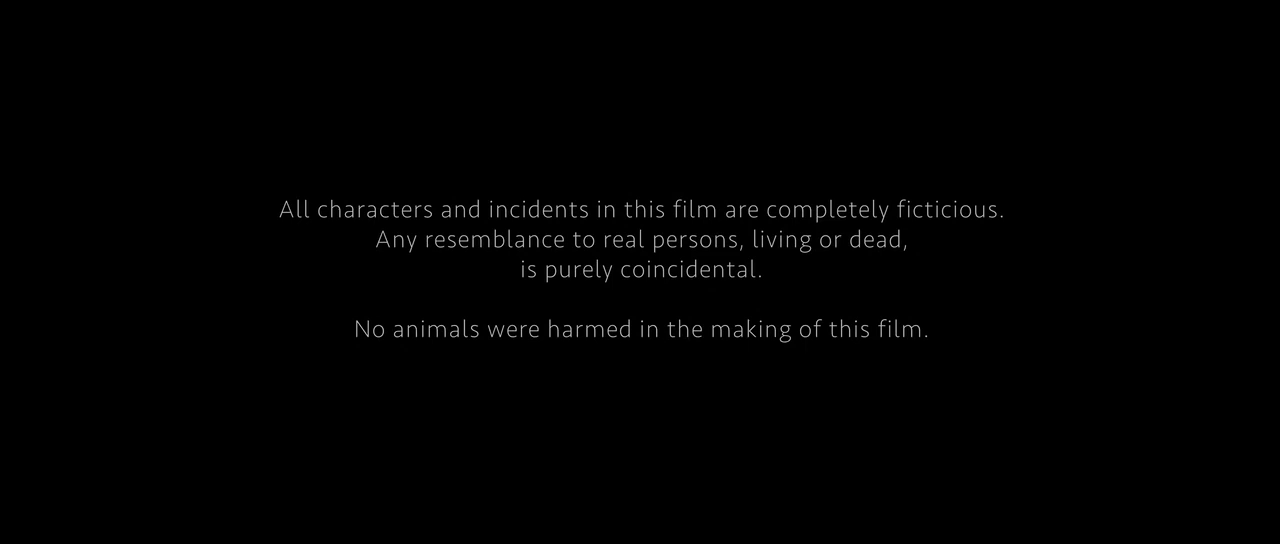 All characters and incidents in this film are completely ficticious.
Any resemblance to real persons, living or dead,
is purely coincidental.
No animals were harmed in the making of this film.